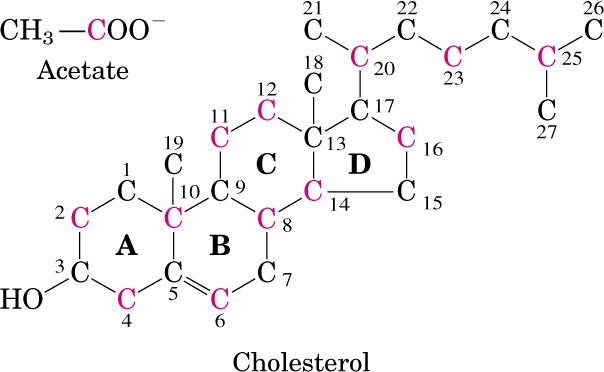 CH₃ — COO⁻
Acetate
21 22 24 26
C C C C
18 C C C
20 23 25
12 C C 17 C
11 C C 27
19 C C 13 C 16
C C D
1 10 9 C 14 C 15
C C C C
2 C 8
A B
3 C C C 7
HO 5
C C
4 6
Cholesterol